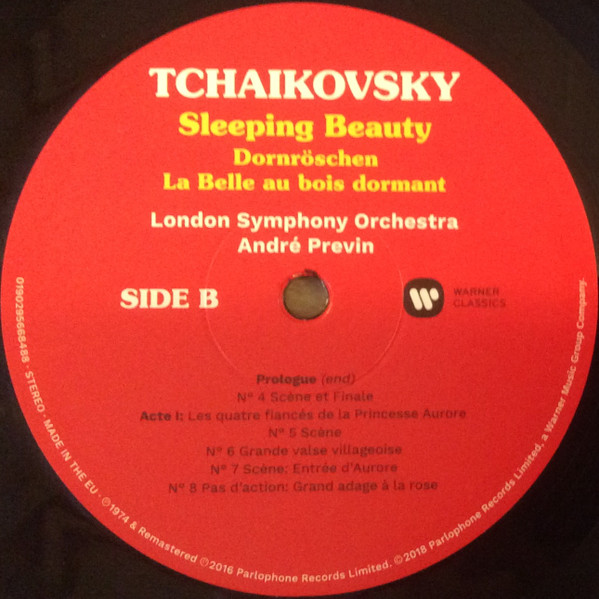 TCHAIKOVSKY
Sleeping Beauty
Dornröschen
La Belle au bois dormant
London Symphony Orchestra
André Previn
SIDE B
WARNER
CLASSICS
Prologue (end)
Nº 4 Scène et Finale
Acte I: Les quatre fiancés de la Princesse Aurore
Nº 5 Scène
Nº 6 Grande valse villageoise
Nº 7 Scène: Entrée d'Aurore
Nº 8 Pas d'action: Grand adage à la rose
0190295668488 · STEREO · MADE IN THE EU · ℗1974 & Remastered ℗2016 Parlophone Records Limited. ©2018 Parlophone Records Limited, a Warner Music Group Company.